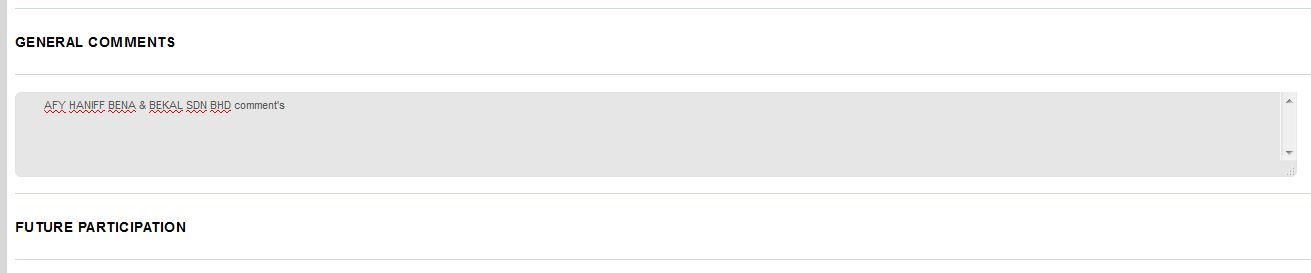 GENERAL COMMENTS
AFY HANIFF BENA & BEKAL SDN BHD comment's
FUTURE PARTICIPATION